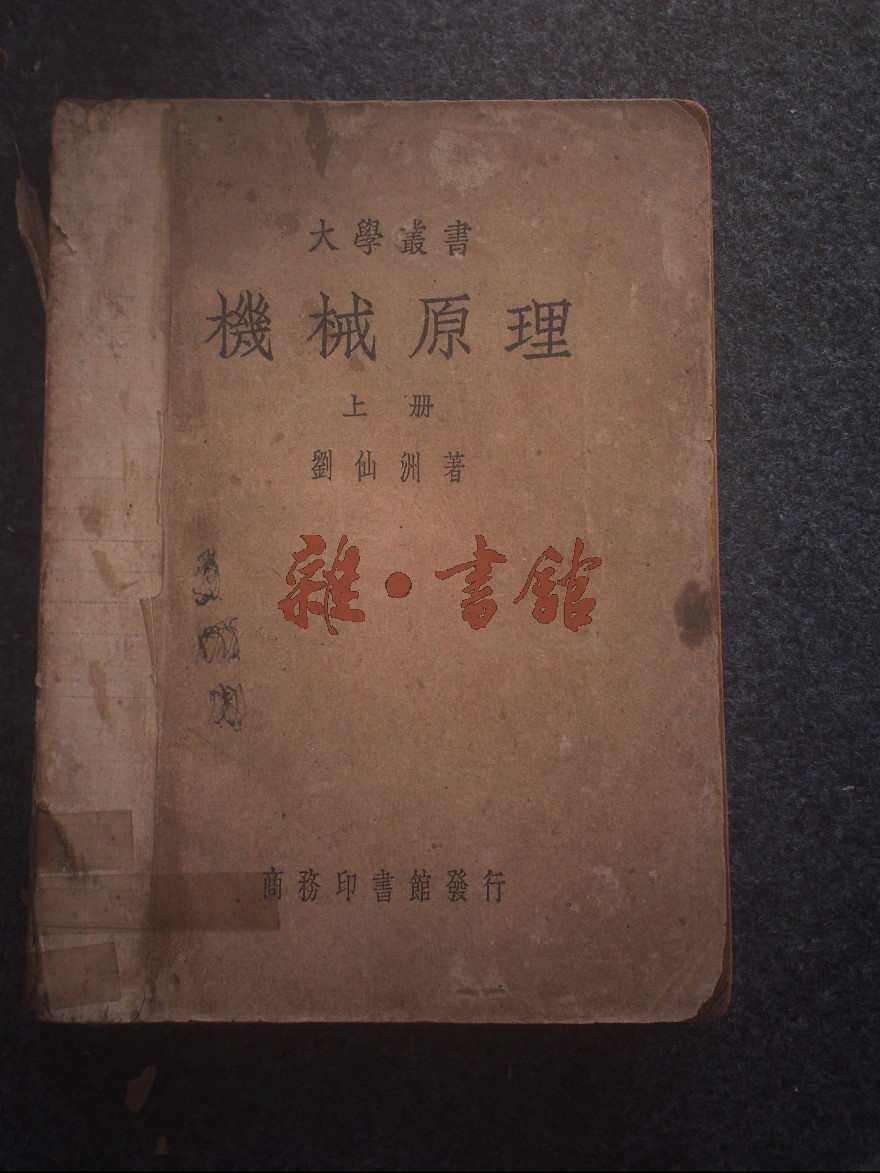 大學叢書
機械原理
上册
劉仙洲著
雜·書館
商務印書館發行